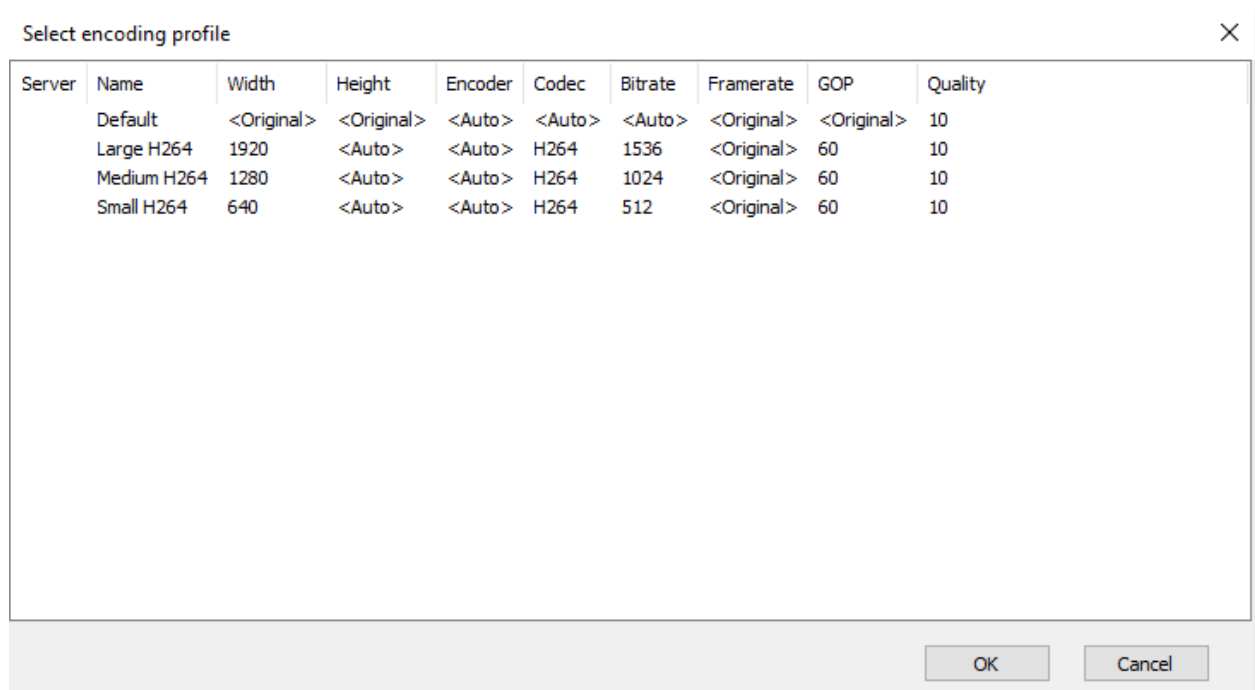 Select encoding profile
Server Name Width Height Encoder Codec Bitrate Framerate GOP Quality
Default <Original> <Original> <Auto> <Auto> <Auto> <Original> <Original> 10
Large H264 1920 <Auto> <Auto> H264 1536 <Original> 60 10
Medium H264 1280 <Auto> <Auto> H264 1024 <Original> 60 10
Small H264 640 <Auto> <Auto> H264 512 <Original> 60 10
OK Cancel